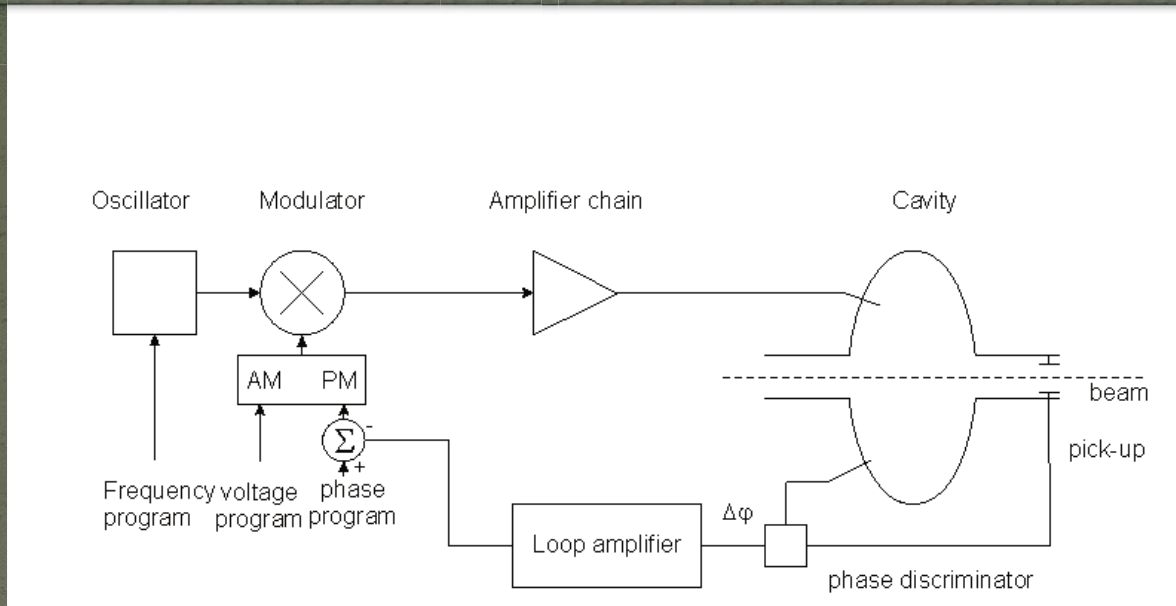 Oscillator
Modulator
Amplifier chain
Cavity
AM
PM
beam
Σ
-
+
pick-up
Frequency
program
voltage
program
phase
program
Δφ
Loop amplifier
phase discriminator